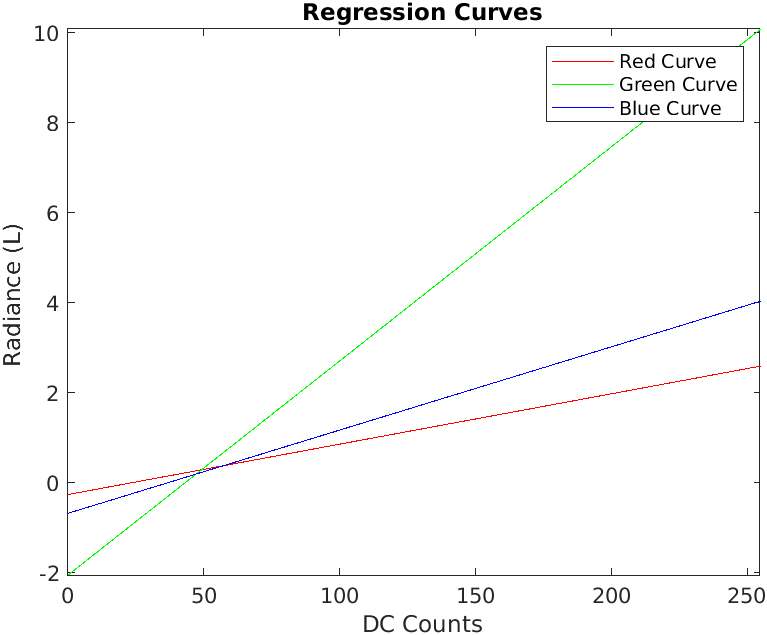 Regression Curves
10
8
6
4
2
0
-2
Radiance (L)
Red Curve
Green Curve
Blue Curve
0 50 100 150 200 250
DC Counts